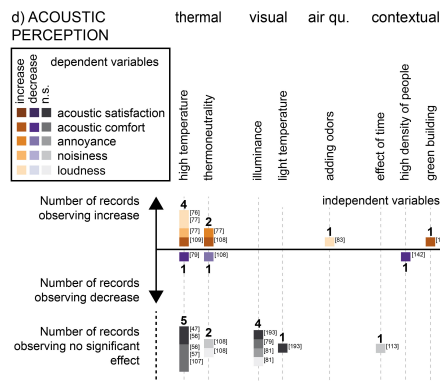 d) ACOUSTIC
PERCEPTION
thermal
visual
air qu.
contextual
increase
decrease
n.s.
dependent variables
acoustic satisfaction
acoustic comfort
annoyance
noisiness
loudness
high temperature
thermoneutrality
illuminance
light temperature
adding odors
effect of time
high density of people
green building
independent variables
Number of records
observing increase
4
[76]
[77]
[77]
[109]
2
[77]
[108]
1
[83]
1
Number of records
observing decrease
[79]
1
[108]
1
[142]
1
Number of records
observing no significant
effect
5
[47]
[56]
[56]
[57]
[107]
2
[108]
[108]
4
[193]
[79]
[81]
[81]
1
[193]
1
[113]